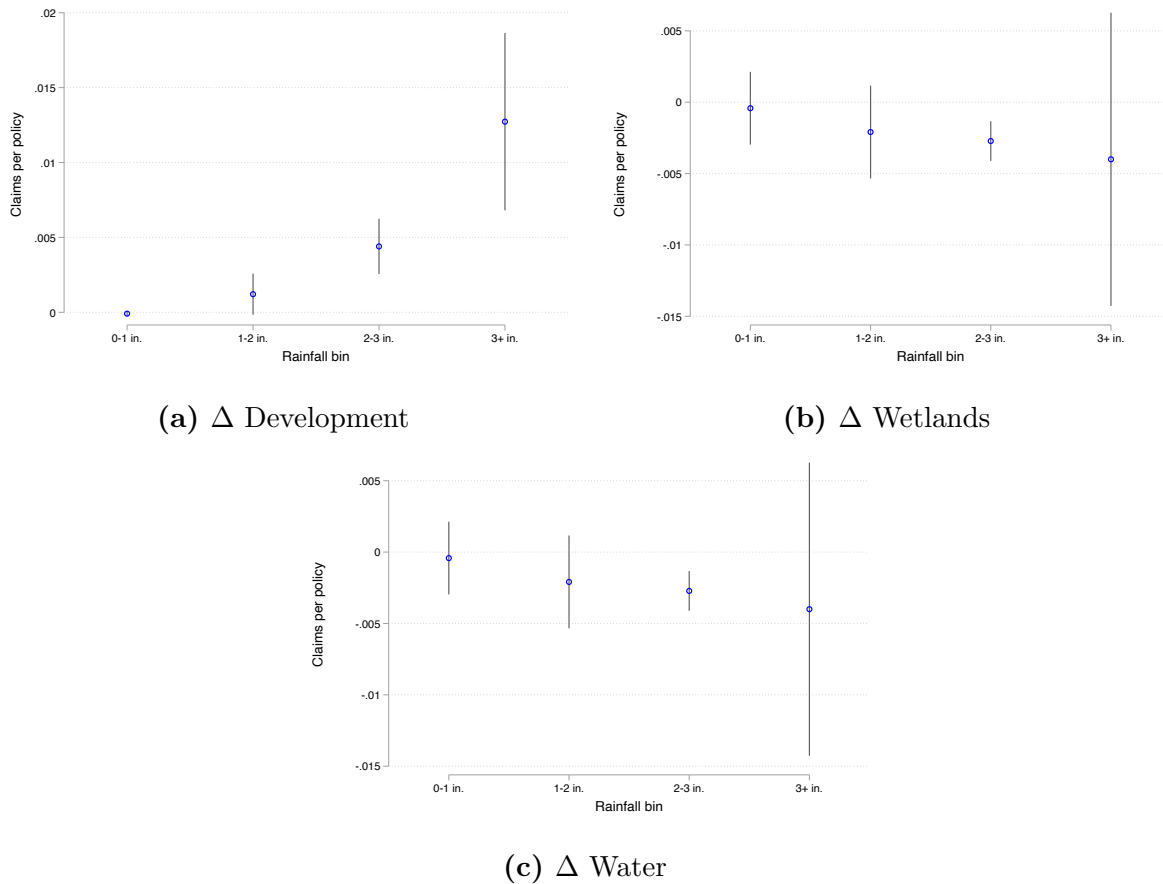 .02
.015
.01
.005
0
Claims per policy
0-1 in.
1-2 in.
2-3 in.
3+ in.
Rainfall bin
(a) Δ Development
.005
0
-.005
-.01
-.015
Claims per policy
0-1 in.
1-2 in.
2-3 in.
3+ in.
Rainfall bin
(b) Δ Wetlands
.005
0
-.005
-.01
-.015
Claims per policy
0-1 in.
1-2 in.
2-3 in.
3+ in.
Rainfall bin
(c) Δ Water